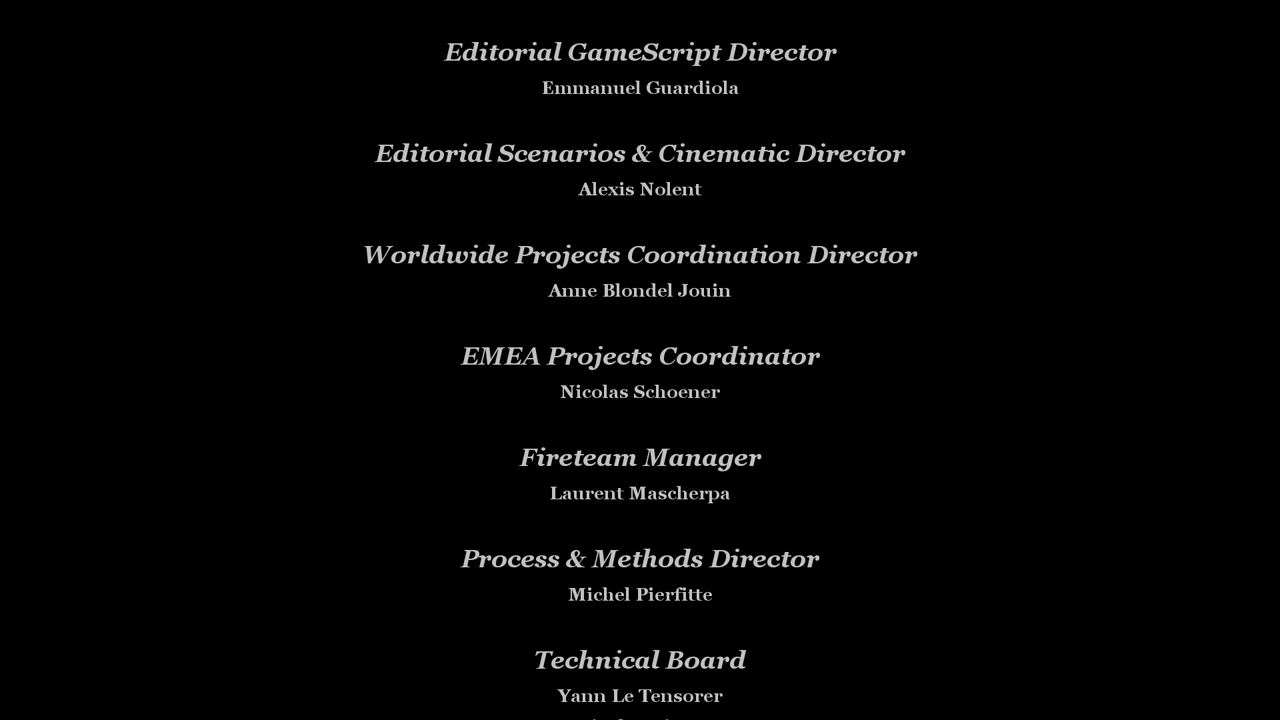 Editorial GameScript Director
Emmanuel Guardiola
Editorial Scenarios & Cinematic Director
Alexis Nolent
Worldwide Projects Coordination Director
Anne Blondel Jouin
EMEA Projects Coordinator
Nicolas Schoener
Fireteam Manager
Laurent Mascherpa
Process & Methods Director
Michel Pierfitte
Technical Board
Yann Le Tensorer